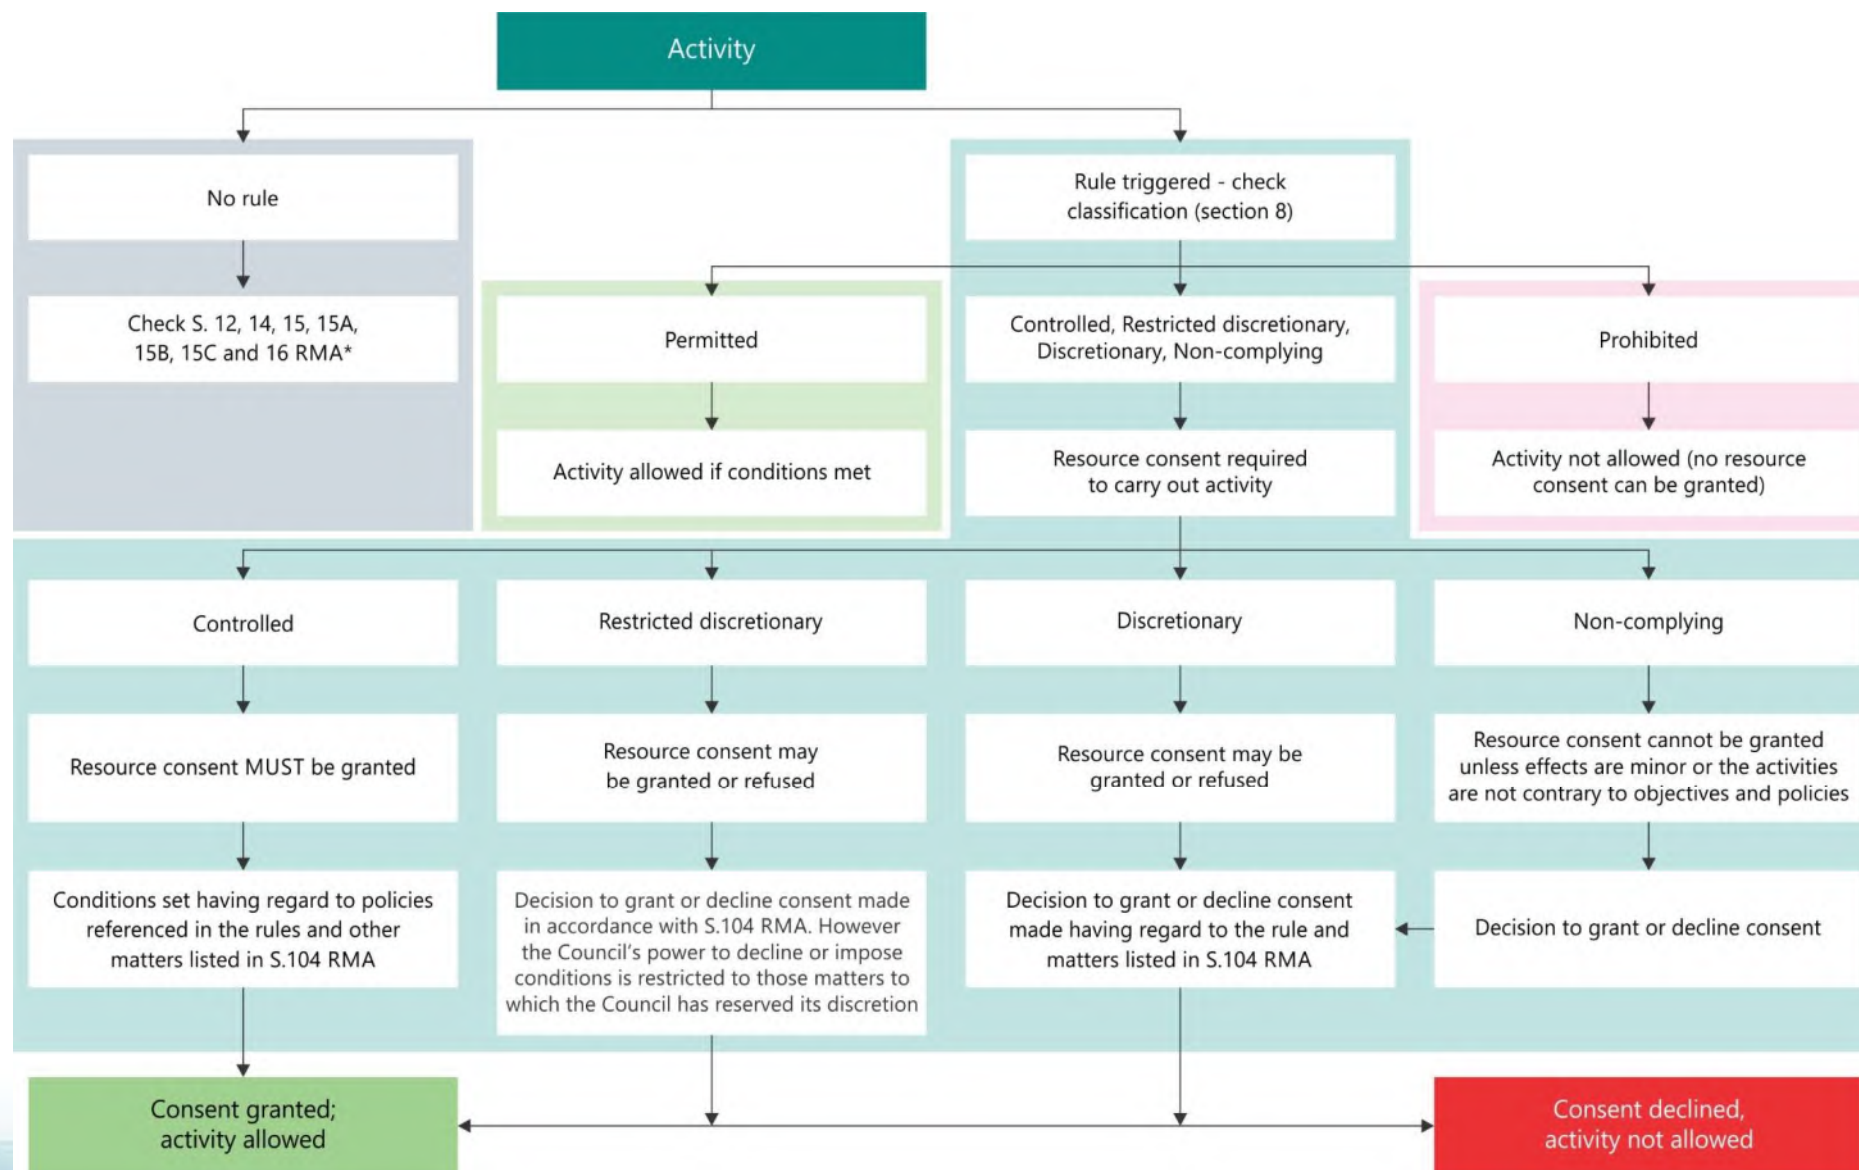 Activity
No rule
Rule triggered - check
classification (section 8)
Check S. 12, 14, 15, 15A,
15B, 15C and 16 RMA*
Permitted
Controlled, Restricted discretionary,
Discretionary, Non-complying
Prohibited
Activity allowed if conditions met
Resource consent required
to carry out activity
Activity not allowed (no resource
consent can be granted)
Controlled
Restricted discretionary
Discretionary
Non-complying
Resource consent MUST be granted
Resource consent may
be granted or refused
Resource consent may be
granted or refused
Resource consent cannot be granted
unless effects are minor or the activities
are not contrary to objectives and policies
Conditions set having regard to policies
referenced in the rules and other
matters listed in S.104 RMA
Decision to grant or decline consent made
in accordance with S.104 RMA. However
the Council’s power to decline or impose
conditions is restricted to those matters to
which the Council has reserved its discretion
Decision to grant or decline consent
made having regard to the rule and
matters listed in S.104 RMA
Decision to grant or decline consent
Consent granted;
activity allowed
Consent declined,
activity not allowed